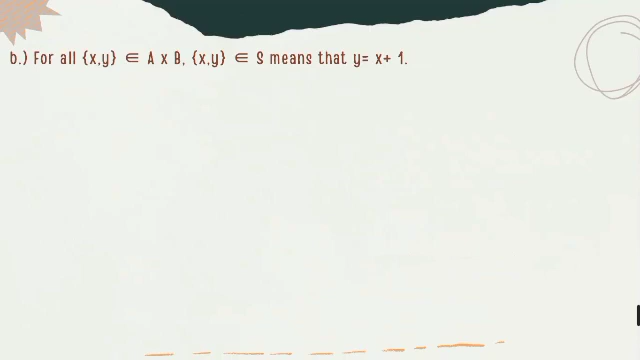 b.) For all {x,y} ∈ A x B, {x,y} ∈ S means that y= x+ 1.